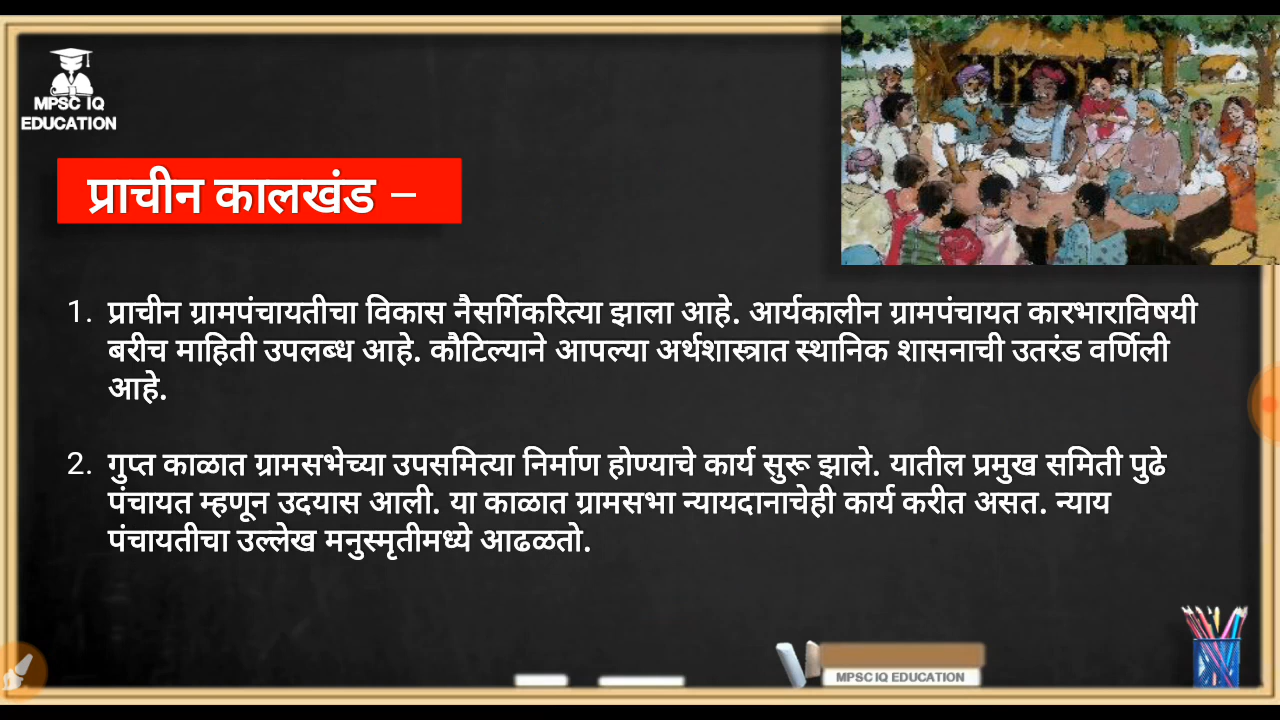 MPSC IQ
EDUCATION
प्राचीन कालखंड –
1. प्राचीन ग्रामपंचायतीचा विकास नैसर्गिकरित्या झाला आहे. आर्यकालीन ग्रामपंचायत कारभाराविषयी
बरीच माहिती उपलब्ध आहे. कौटिल्याने आपल्या अर्थशास्त्रात स्थानिक शासनाची उतरंड वर्णिली
आहे.
2. गुप्त काळात ग्रामसभेच्या उपसमित्या निर्माण होण्याचे कार्य सुरू झाले. यातील प्रमुख समिती पुढे
पंचायत म्हणून उदयास आली. या काळात ग्रामसभा न्यायदानाचेही कार्य करीत असत. न्याय
पंचायतीचा उल्लेख मनुस्मृतीमध्ये आढळतो.
MPSC IQ EDUCATION